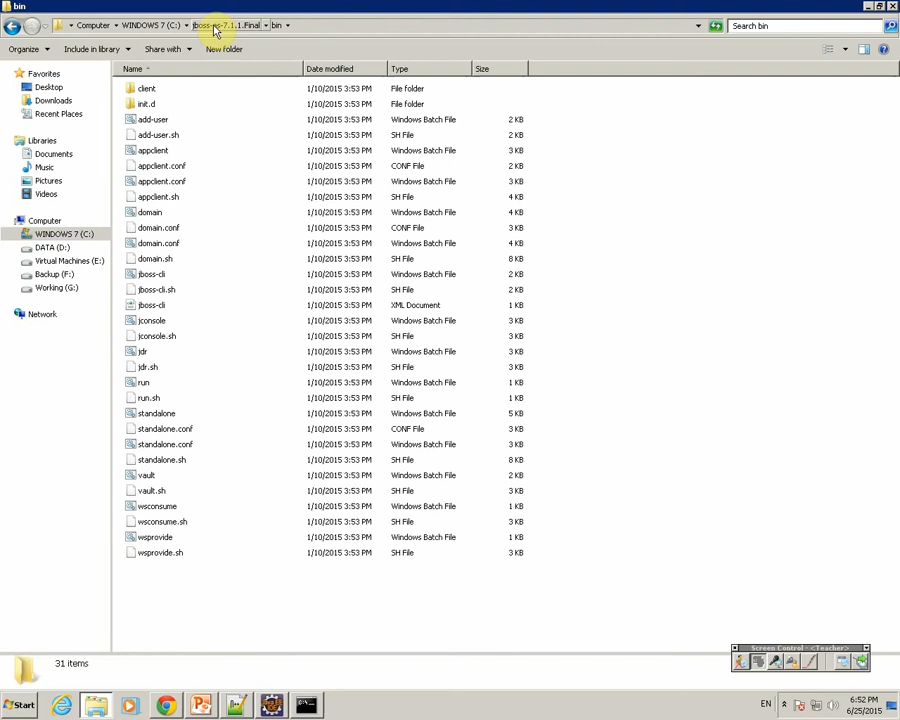 bin
Computer
WINDOWS 7 (C:)
jboss-as-7.1.1.Final
bin
Search bin
Organize
Include in library
Share with
New folder
Name
Date modified
Type
Size
Favorites
Desktop
Downloads
Recent Places
Libraries
Documents
Music
Pictures
Videos
Computer
WINDOWS 7 (C:)
DATA (D:)
Virtual Machines (E:)
Backup (F:)
Working (G:)
Network
client 1/10/2015 3:53 PM File folder
init.d 1/10/2015 3:53 PM File folder
add-user 1/10/2015 3:53 PM Windows Batch File 2 KB
add-user.sh 1/10/2015 3:53 PM SH File 2 KB
appclient 1/10/2015 3:53 PM Windows Batch File 3 KB
appclient.conf 1/10/2015 3:53 PM CONF File 2 KB
appclient.conf 1/10/2015 3:53 PM Windows Batch File 3 KB
appclient.sh 1/10/2015 3:53 PM SH File 4 KB
domain 1/10/2015 3:53 PM Windows Batch File 4 KB
domain.conf 1/10/2015 3:53 PM CONF File 2 KB
domain.conf 1/10/2015 3:53 PM Windows Batch File 4 KB
domain.sh 1/10/2015 3:53 PM SH File 8 KB
jboss-cli 1/10/2015 3:53 PM Windows Batch File 2 KB
jboss-cli.sh 1/10/2015 3:53 PM SH File 2 KB
jboss-cli 1/10/2015 3:53 PM XML Document 1 KB
jconsole 1/10/2015 3:53 PM Windows Batch File 3 KB
jconsole.sh 1/10/2015 3:53 PM SH File 3 KB
jdr 1/10/2015 3:53 PM Windows Batch File 3 KB
jdr.sh 1/10/2015 3:53 PM SH File 3 KB
run 1/10/2015 3:53 PM Windows Batch File 1 KB
run.sh 1/10/2015 3:53 PM SH File 1 KB
standalone 1/10/2015 3:53 PM Windows Batch File 5 KB
standalone.conf 1/10/2015 3:53 PM CONF File 3 KB
standalone.conf 1/10/2015 3:53 PM Windows Batch File 3 KB
standalone.sh 1/10/2015 3:53 PM SH File 8 KB
vault 1/10/2015 3:53 PM Windows Batch File 2 KB
vault.sh 1/10/2015 3:53 PM SH File 3 KB
wsconsume 1/10/2015 3:53 PM Windows Batch File 1 KB
wsconsume.sh 1/10/2015 3:53 PM SH File 3 KB
wsprovide 1/10/2015 3:53 PM Windows Batch File 1 KB
wsprovide.sh 1/10/2015 3:53 PM SH File 3 KB
31 items
Screen Control - <Teacher>
Start
EN
6:52 PM
6/25/2015